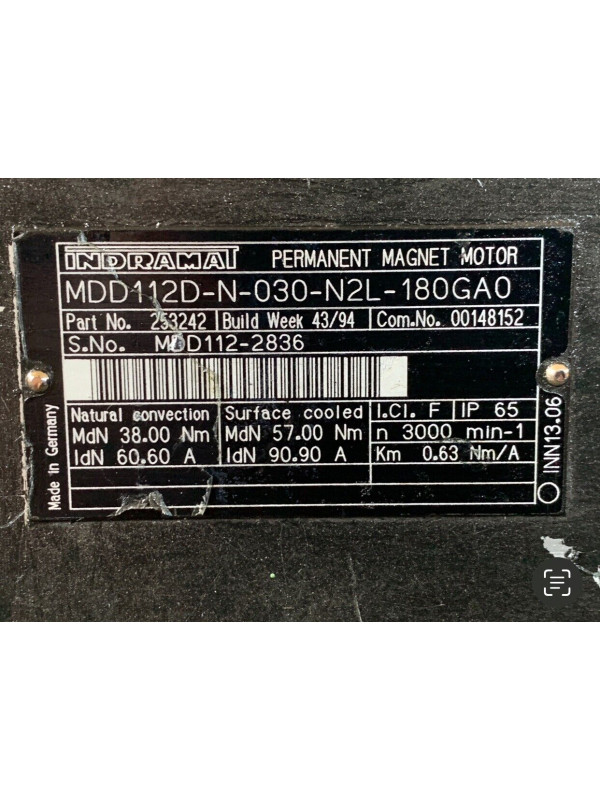 INDRAMAT PERMANENT MAGNET MOTOR
MDD112D-N-030-N2L-180GA0
Part No. 253242 Build Week 43/94 Com.No. 00148152
S.No. MDD112-2836
Natural convection Surface cooled I.Cl. F IP 65
MdN 38.00 Nm MdN 57.00 Nm n 3000 min-1
IdN 60.60 A IdN 90.90 A Km 0.63 Nm/A
Made in Germany
INN13.06